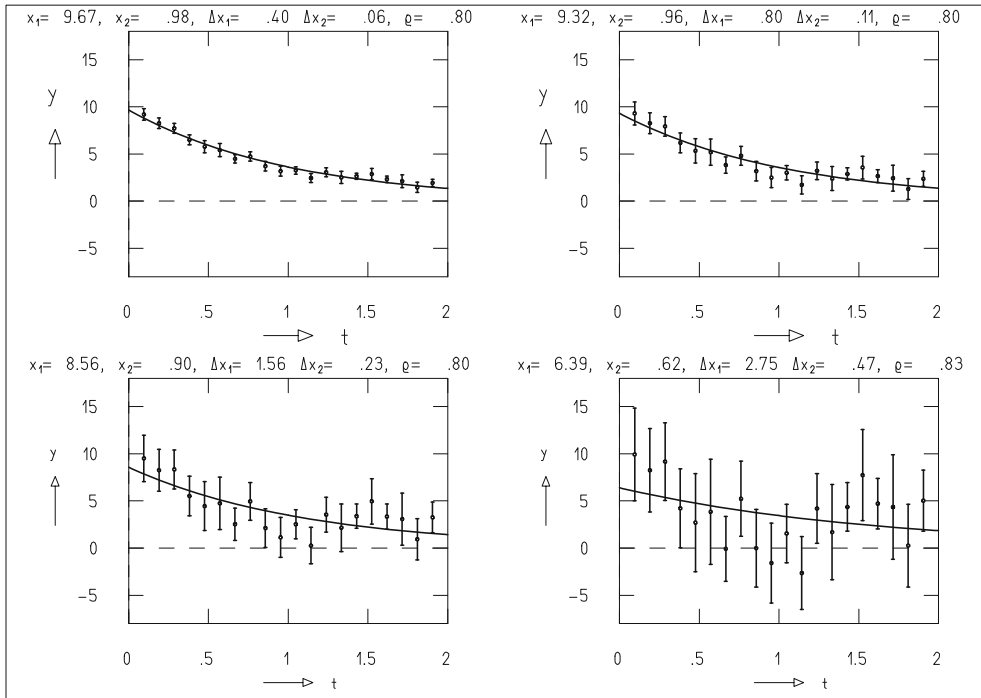 x₁= 9.67, x₂= .98, Δx₁= .40 Δx₂= .06, ϱ= .80
15
10
5
0
−5
y
0 .5 1 1.5 2
t
x₁= 9.32, x₂= .96, Δx₁= .80 Δx₂= .11, ϱ= .80
15
10
5
0
−5
y
0 .5 1 1.5 2
t
x₁= 8.56, x₂= .90, Δx₁= 1.56 Δx₂= .23, ϱ= .80
15
10
5
0
−5
y
0 .5 1 1.5 2
t
x₁= 6.39, x₂= .62, Δx₁= 2.75 Δx₂= .47, ϱ= .83
15
10
5
0
−5
y
0 .5 1 1.5 2
t